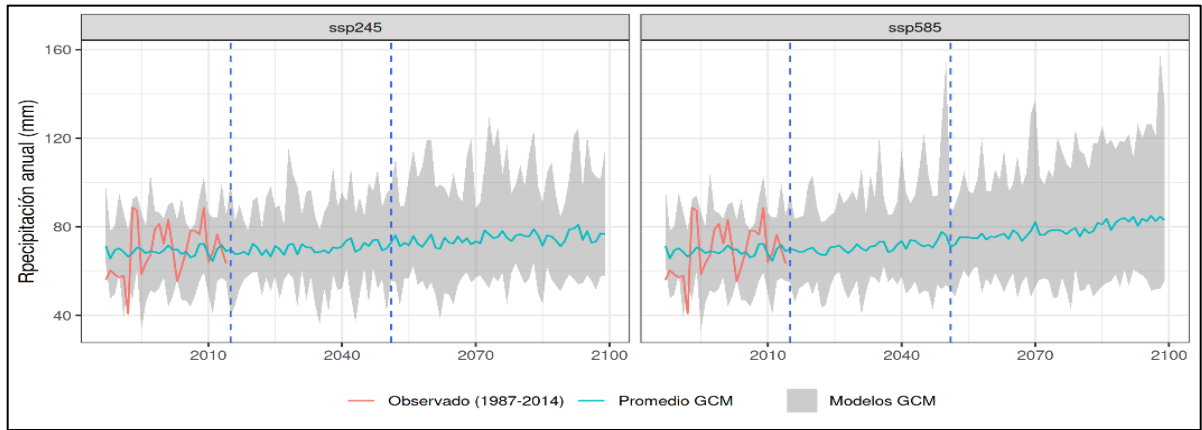 ssp245 ssp585
Rpecipitación anual (mm)
160
120
80
40
2010 2040 2070 2100 2010 2040 2070 2100
Observado (1987-2014) Promedio GCM Modelos GCM